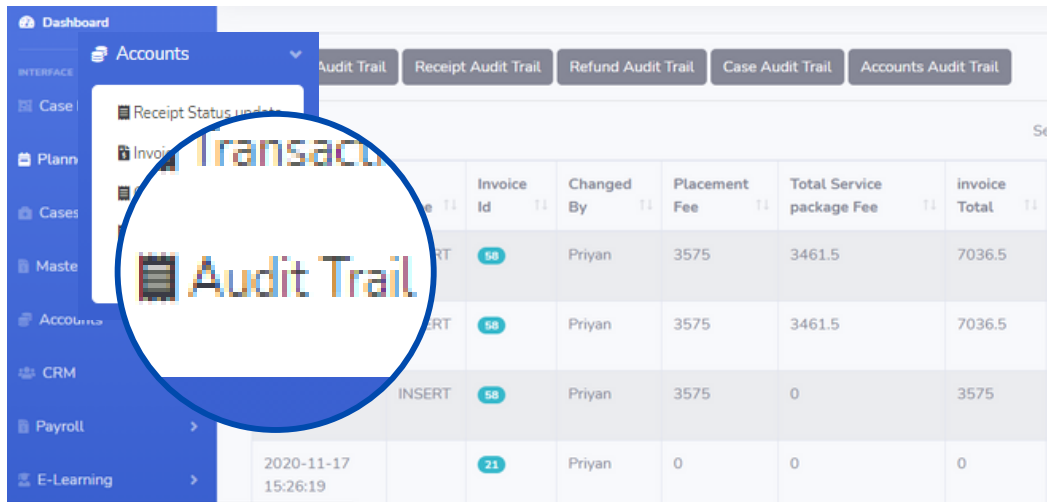 Dashboard
INTERFACE
Case
Accounts
Receipt Status update
Audit Trail
Audit Trail
Receipt Audit Trail
Refund Audit Trail
Case Audit Trail
Accounts Audit Trail
Cases
Accounts
CRM
Payroll
E-Learning
Invoice Id
Changed By
Placement Fee
Total Service package Fee
invoice Total
58 Priyan 3575 3461.5 7036.5
58 Priyan 3575 3461.5 7036.5
INSERT 58 Priyan 3575 0 3575
2020-11-17 15:26:19 21 Priyan 0 0 0